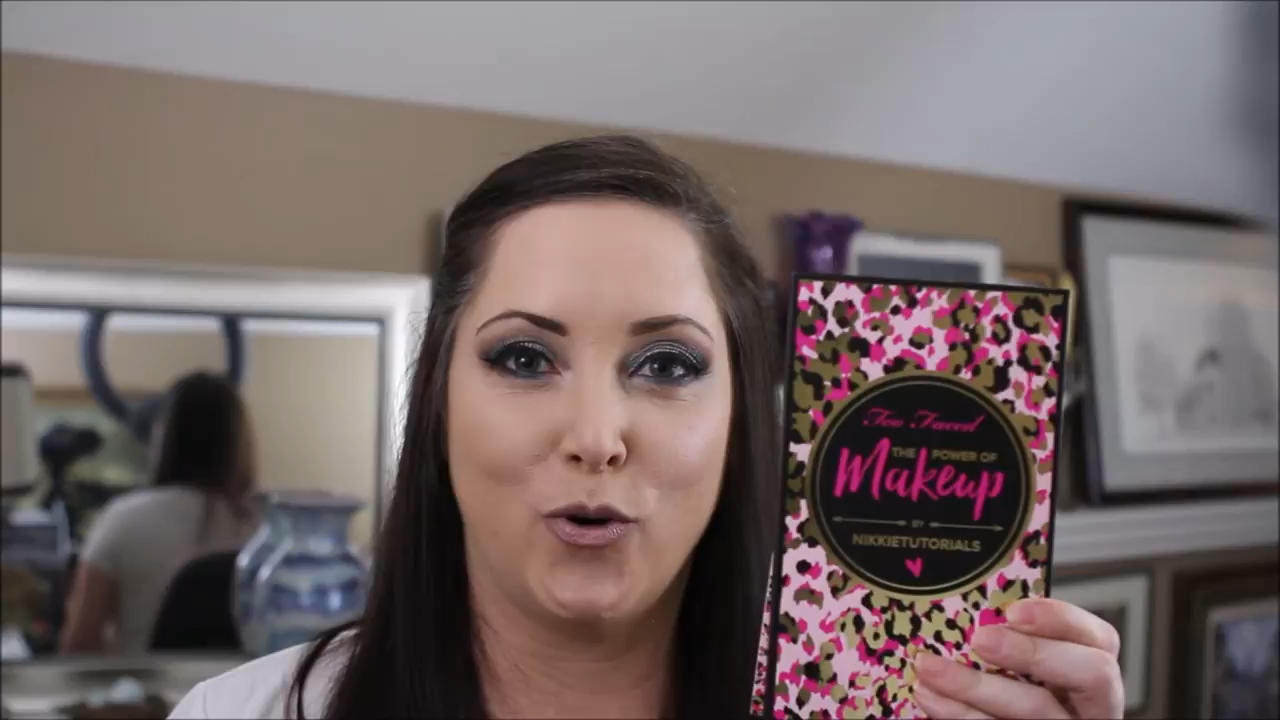 Too Faced
THE POWER OF
Makeup
BY
NIKKIETUTORIALS